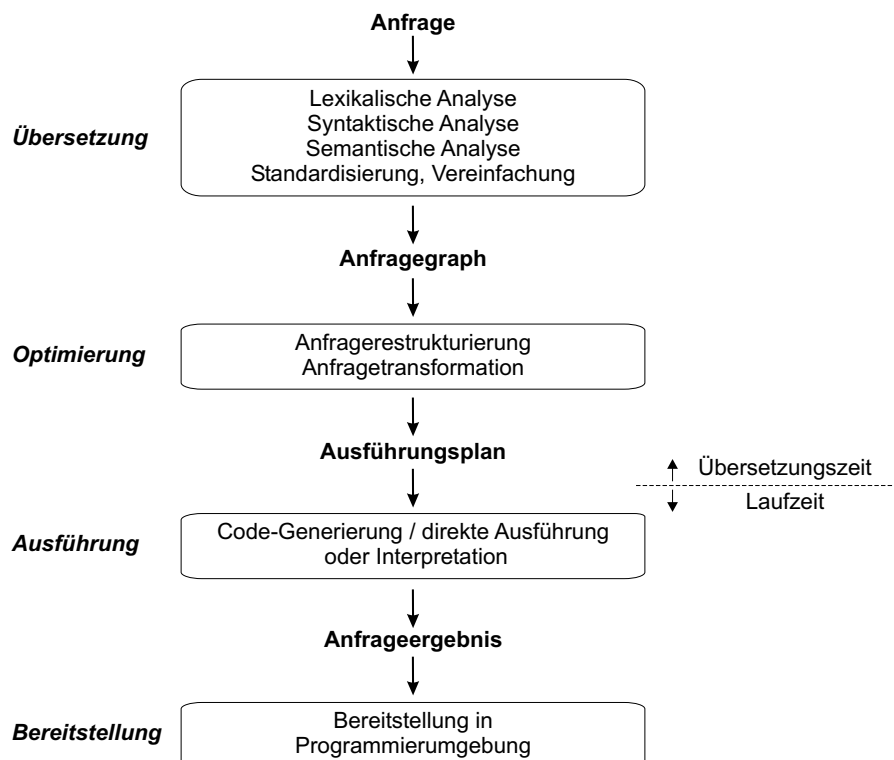 Anfrage
Lexikalische Analyse
Syntaktische Analyse
Übersetzung
Semantische Analyse
Standardisierung, Vereinfachung
Anfragegraph
Optimierung
Anfragerestrukturierung
Anfragetransformation
Ausführungsplan
Übersetzungszeit
Laufzeit
Ausführung
Code-Generierung / direkte Ausführung
oder Interpretation
Anfrageergebnis
Bereitstellung
Bereitstellung in
Programmierumgebung